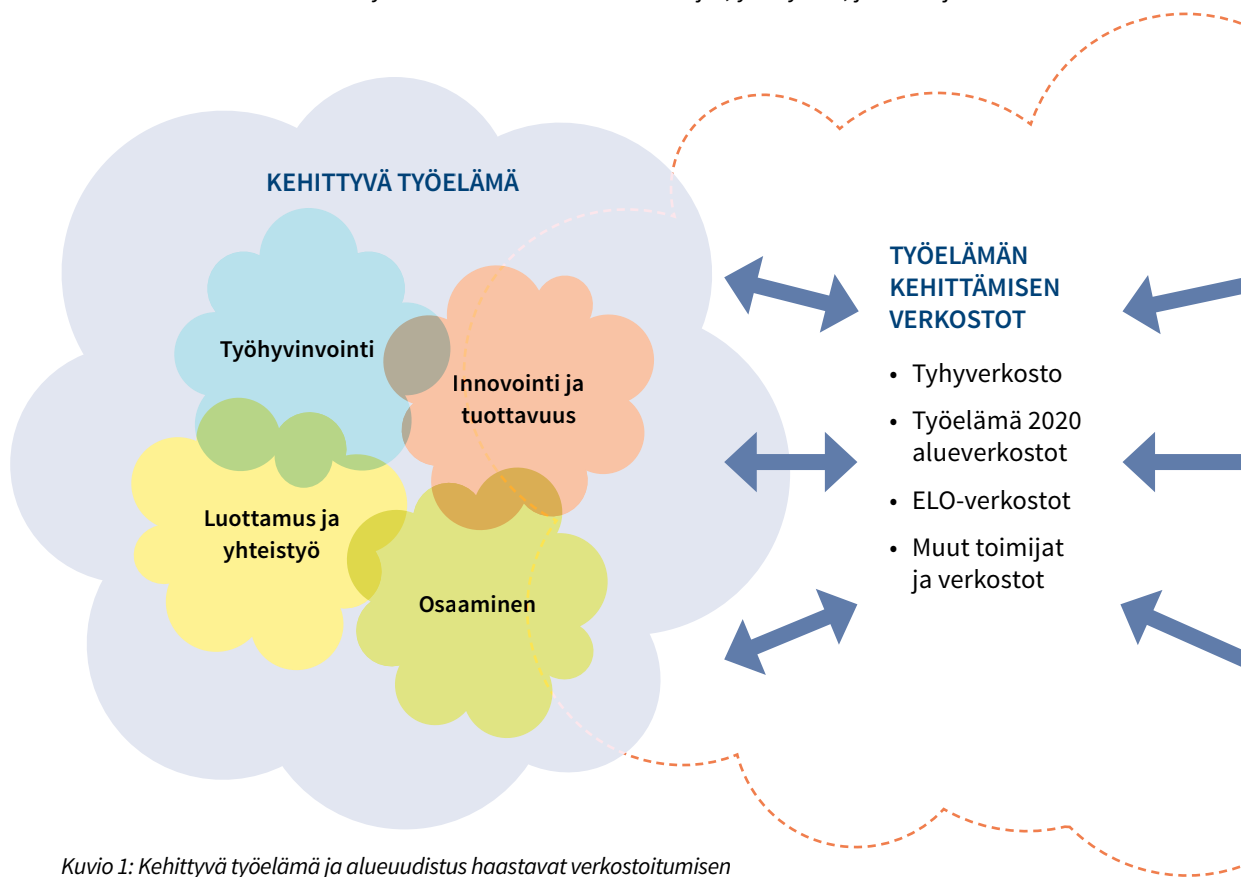 KEHITTYVÄ TYÖELÄMÄ
Työhyvinvointi
Innovointi ja
tuottavuus
Luottamus ja
yhteistyö
Osaaminen
TYÖELÄMÄN
KEHITTÄMISEN
VERKOSTOT
• Tyhyverkosto
• Työelämä 2020
alueverkostot
• ELO-verkostot
• Muut toimijat
ja verkostot
Kuvio 1: Kehittyvä työelämä ja alueuudistus haastavat verkostoitumisen